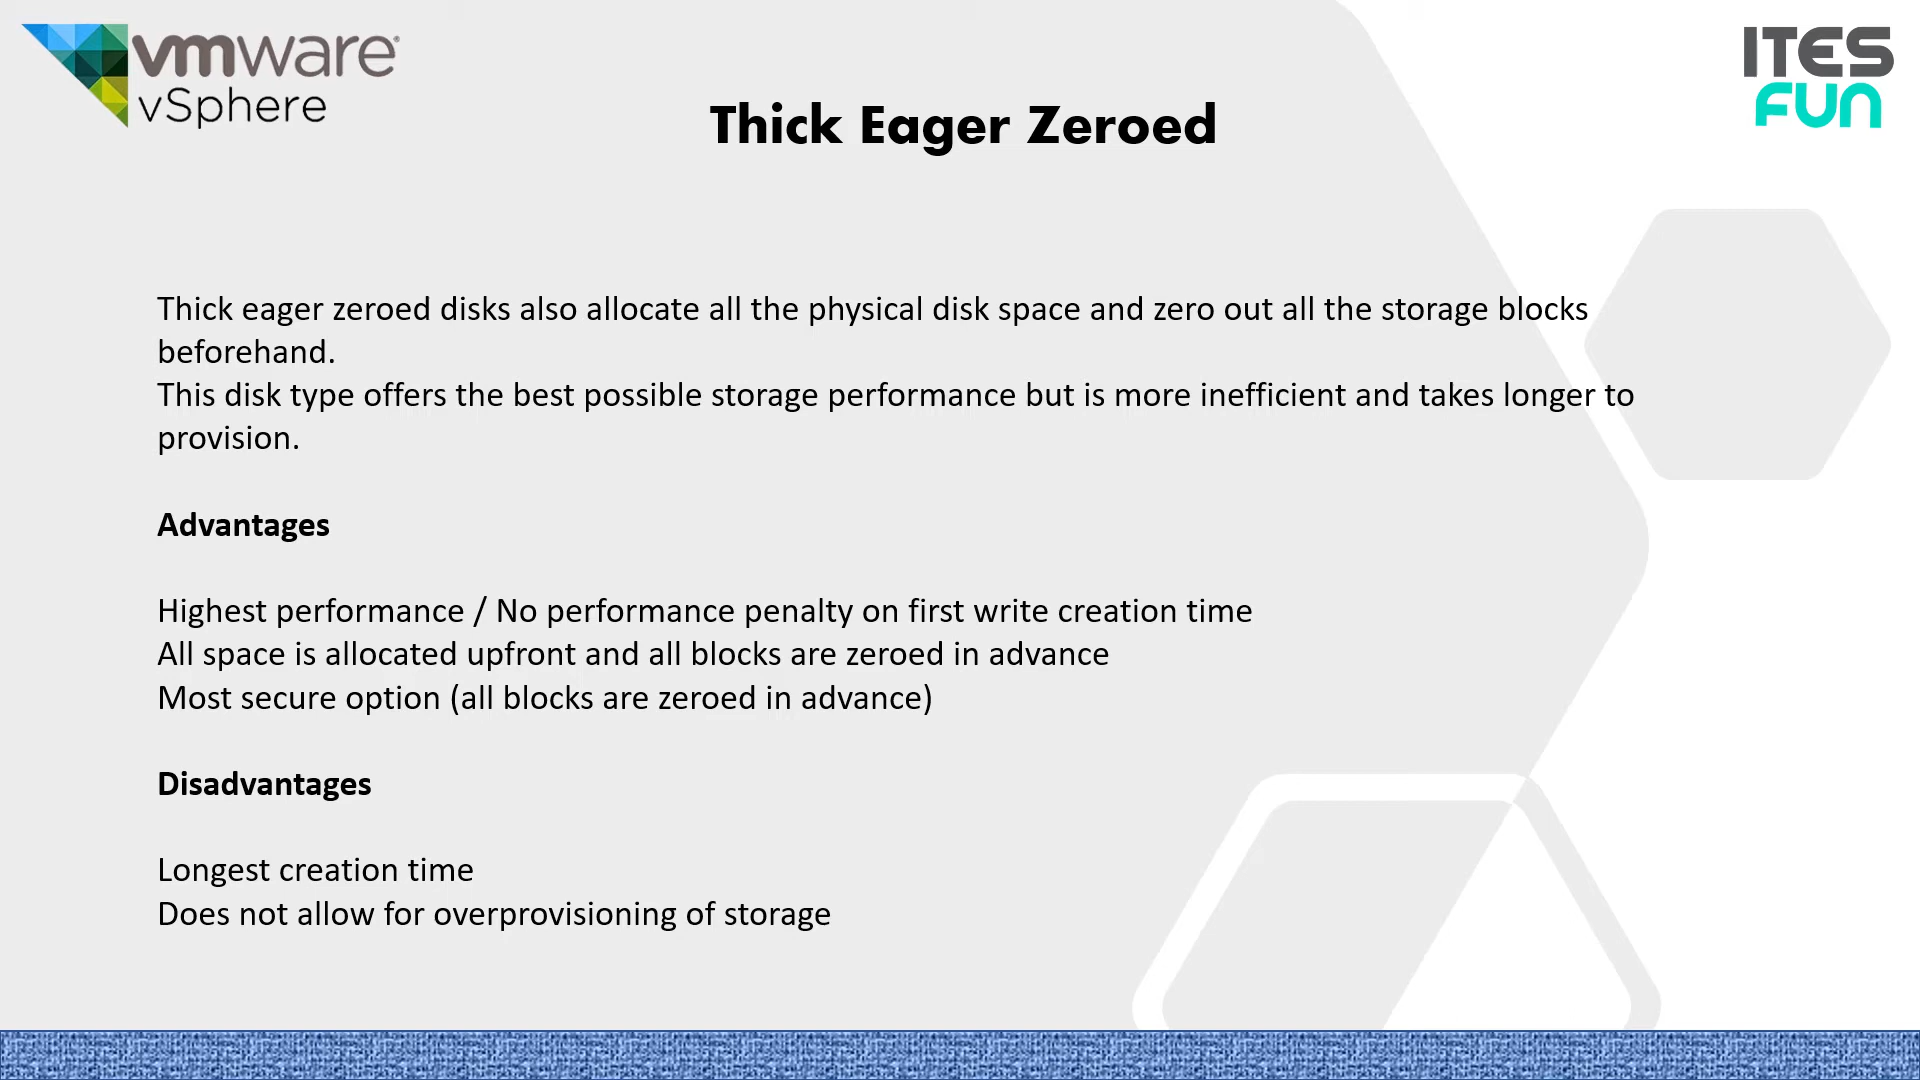 vmware®
vSphere
ITES
FUN
Thick Eager Zeroed
Thick eager zeroed disks also allocate all the physical disk space and zero out all the storage blocks
beforehand.
This disk type offers the best possible storage performance but is more inefficient and takes longer to
provision.
Advantages
Highest performance / No performance penalty on first write creation time
All space is allocated upfront and all blocks are zeroed in advance
Most secure option (all blocks are zeroed in advance)
Disadvantages
Longest creation time
Does not allow for overprovisioning of storage